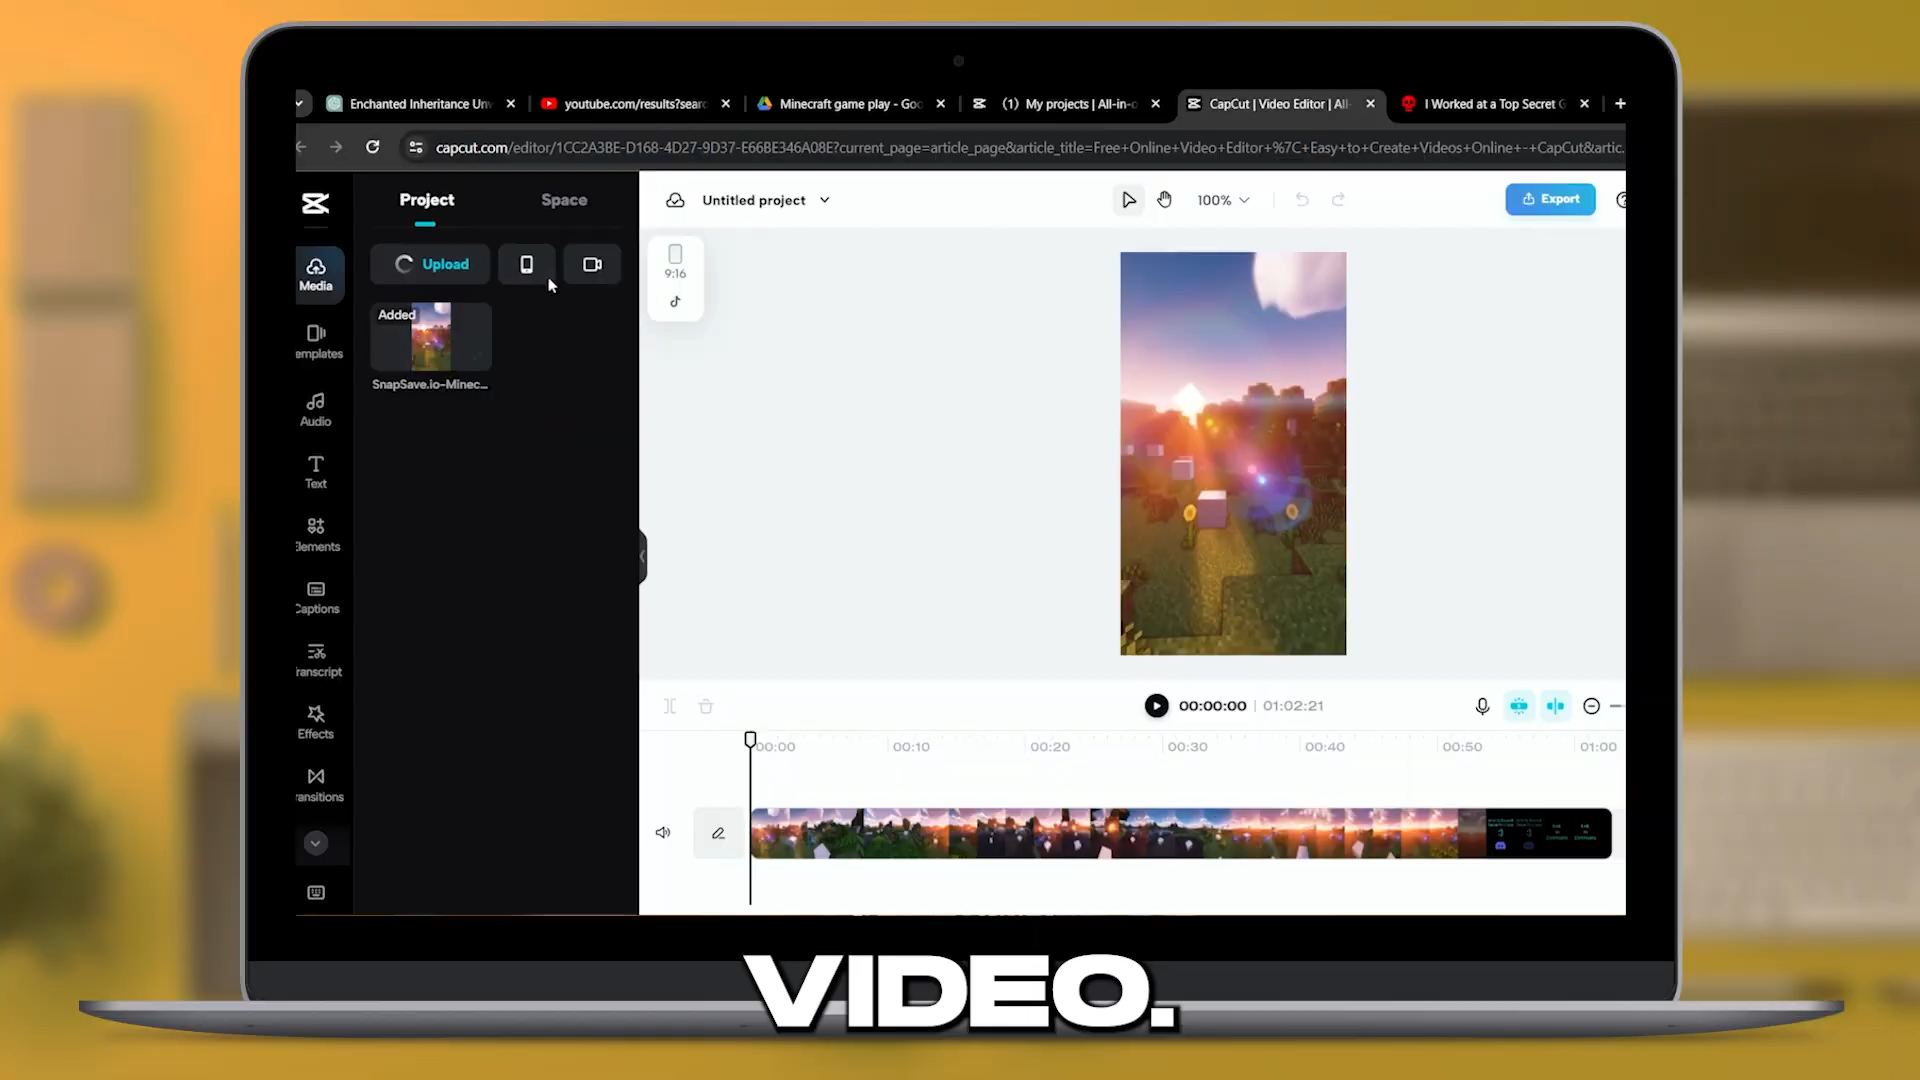 Enchanted Inheritance Unv
youtube.com/results?sear
Minecraft game play - Goo
(1) My projects | All-in-o
CapCut | Video Editor | All-
I Worked at a Top Secret G
capcut.com/editor/1CC2A3BE-D168-4D27-9D37-E66BE346A08E?current_page=article_page&article_title=Free+Online+Video+Editor+%7C+Easy+to+Create+Videos+Online+-+CapCut&artic.
Project
Space
Untitled project
100%
Export
Upload
9:16
Media
Added
SnapSave.io-Minec...
emplates
Audio
Text
Elements
Captions
ranscript
Effects
ransitions
00:00:00 | 01:02:21
00:00
00:10
00:20
00:30
00:40
00:50
01:00
VIDEO.